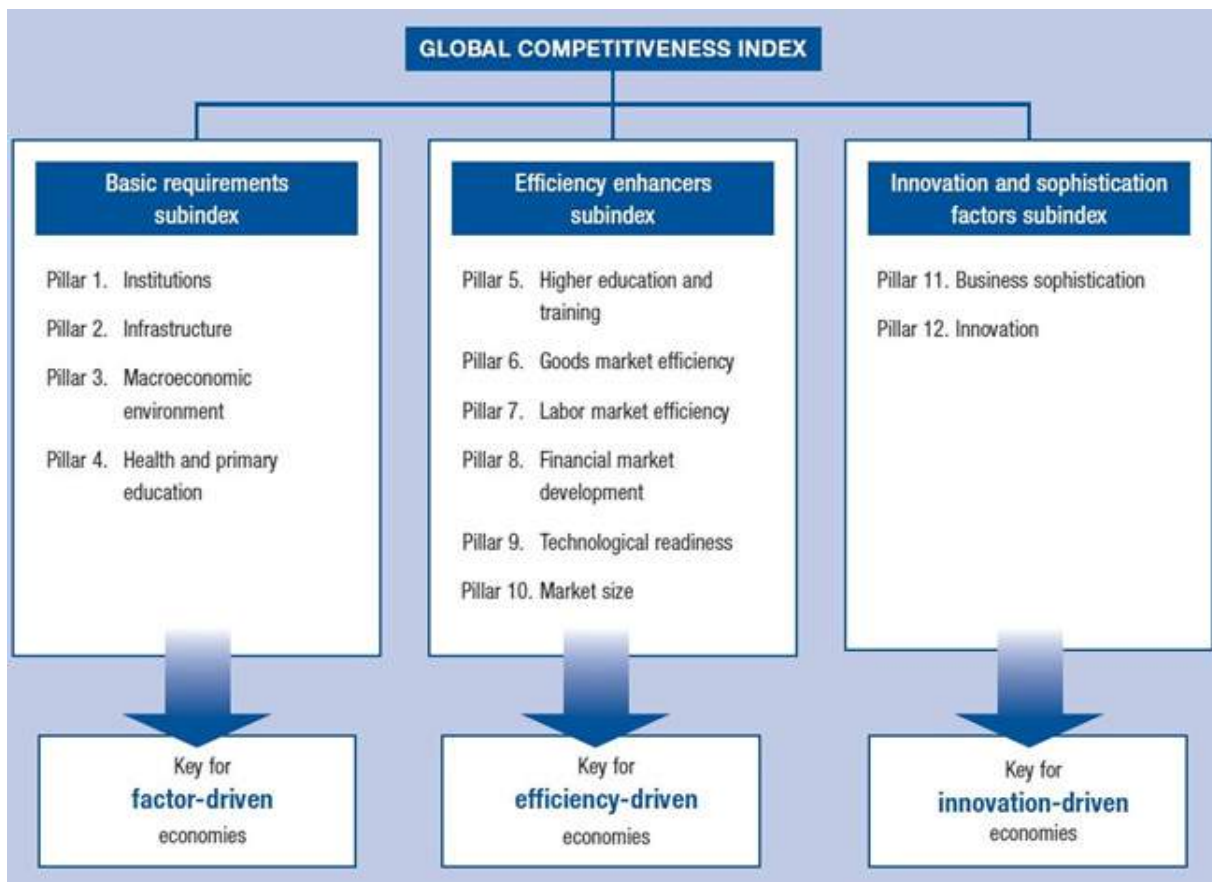 GLOBAL COMPETITIVENESS INDEX
Basic requirements
subindex
Pillar 1. Institutions
Pillar 2. Infrastructure
Pillar 3. Macroeconomic
environment
Pillar 4. Health and primary
education
Key for
factor-driven
economies
Efficiency enhancers
subindex
Pillar 5. Higher education and
training
Pillar 6. Goods market efficiency
Pillar 7. Labor market efficiency
Pillar 8. Financial market
development
Pillar 9. Technological readiness
Pillar 10. Market size
Key for
efficiency-driven
economies
Innovation and sophistication
factors subindex
Pillar 11. Business sophistication
Pillar 12. Innovation
Key for
innovation-driven
economies